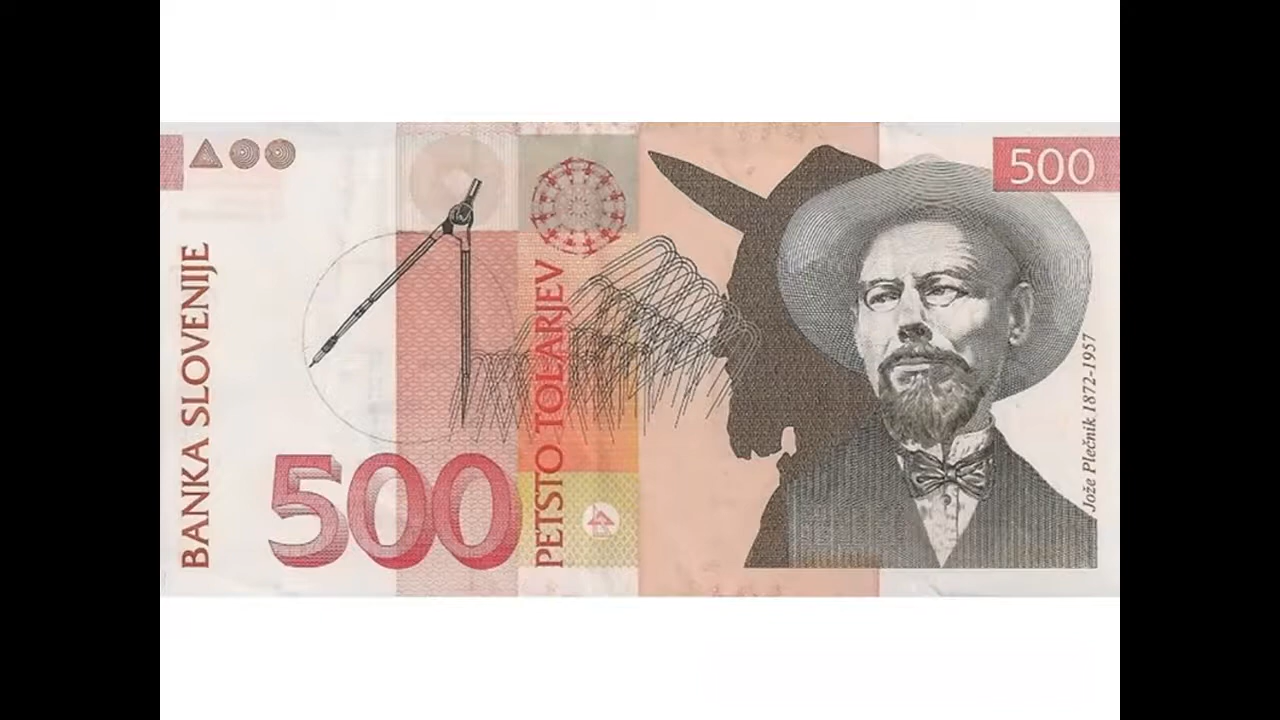 BANKA SLOVENIJE
500
PETSTO TOLARJEV
500
Jože Plečnik 1872-1957